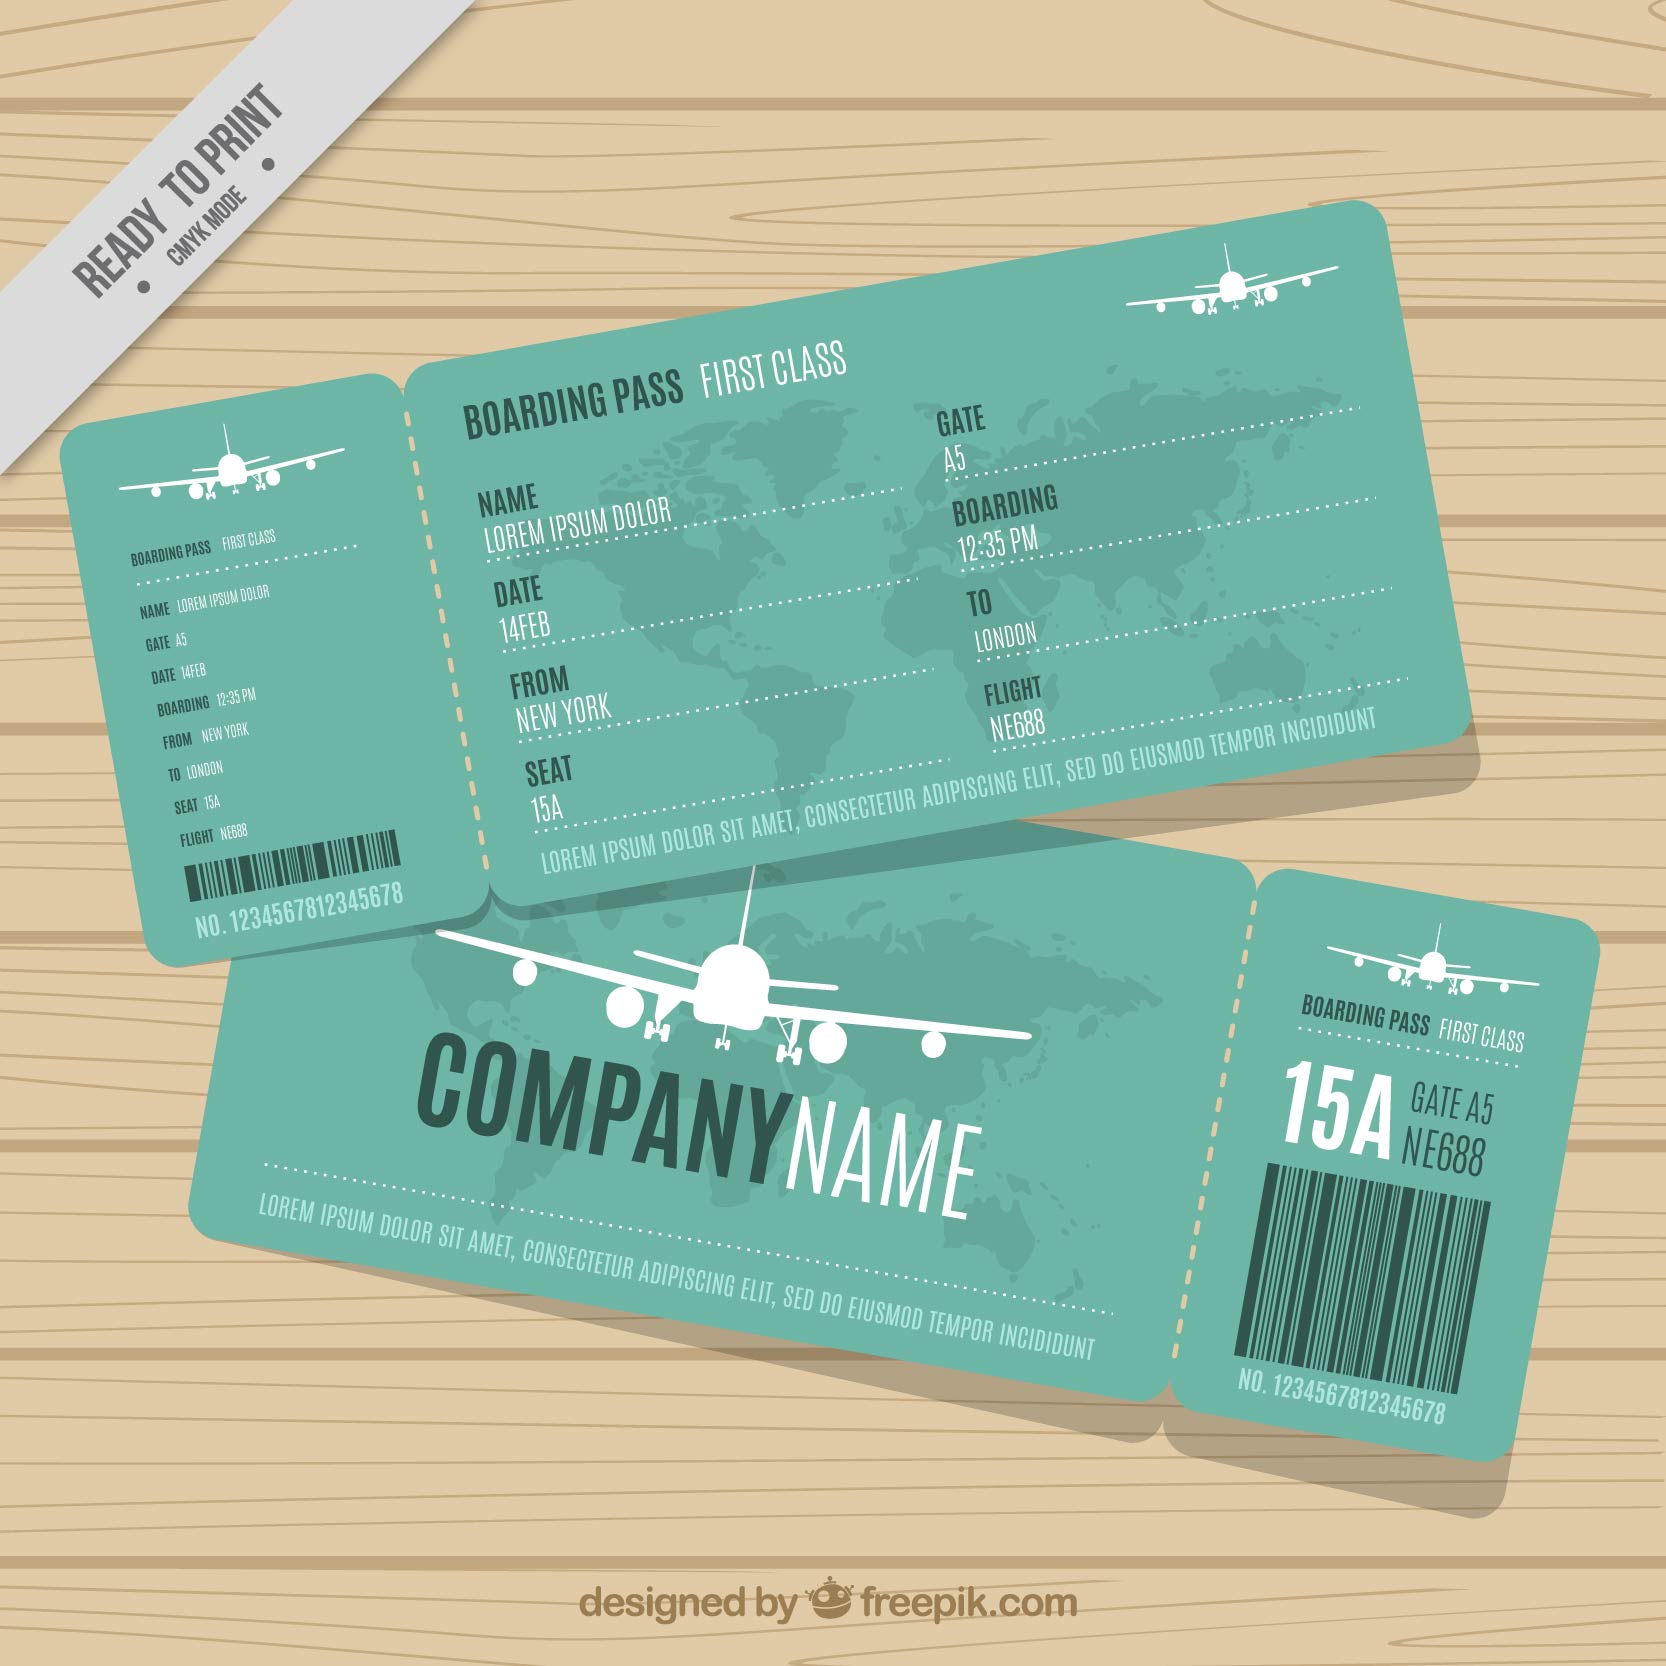 READY TO PRINT
CMYK MODE
BOARDING PASS FIRST CLASS
NAME LOREM IPSUM DOLOR
GATE A5
DATE 14FEB
BOARDING 12:35 PM
FROM NEW YORK
TO LONDON
SEAT 15A
FLIGHT NE688
NO. 1234567812345678
BOARDING PASS FIRST CLASS
NAME
LOREM IPSUM DOLOR
DATE
14FEB
FROM
NEW YORK
SEAT
15A
GATE
A5
BOARDING
12:35 PM
TO
LONDON
FLIGHT
NE688
LOREM IPSUM DOLOR SIT AMET, CONSECTETUR ADIPISCING ELIT, SED DO EIUSMOD TEMPOR INCIDIDUNT
COMPANYNAME
LOREM IPSUM DOLOR SIT AMET, CONSECTETUR ADIPISCING ELIT, SED DO EIUSMOD TEMPOR INCIDIDUNT
BOARDING PASS FIRST CLASS
15A
GATE A5
NE688
NO. 1234567812345678
designed by freepik.com